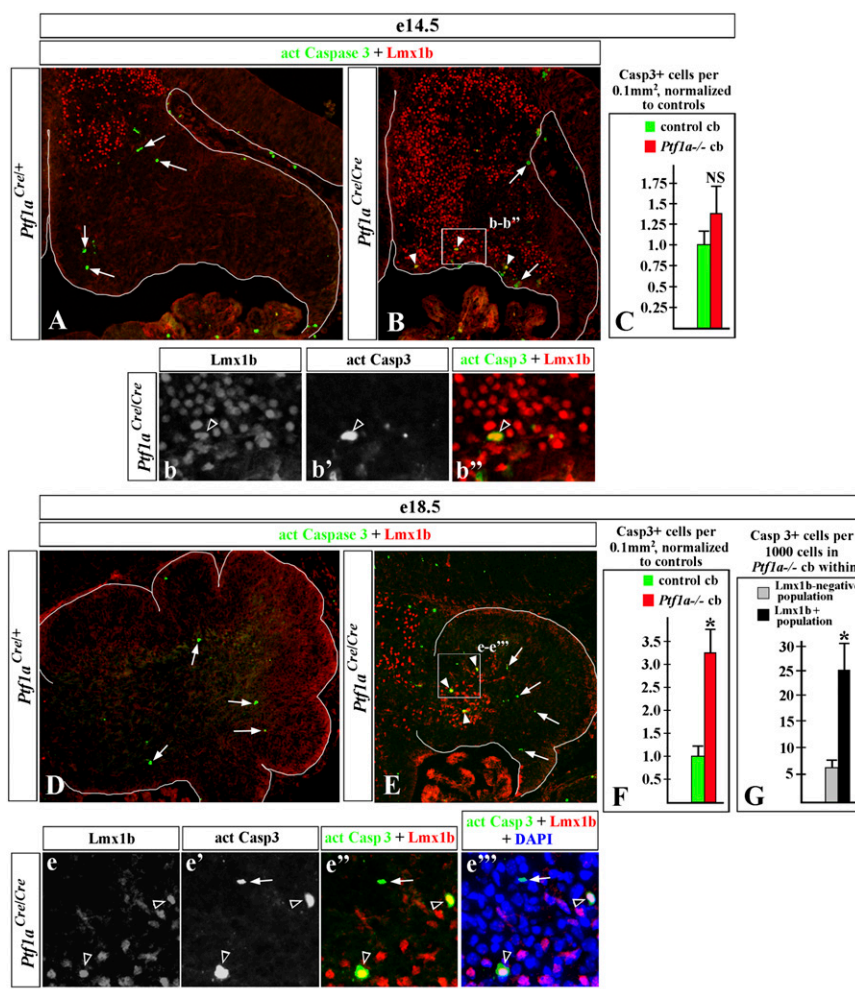 e14.5
act Caspase 3 + Lmx1b
Ptf1a Cre/+
A
Ptf1a Cre/Cre
b-b’’
B
Casp3+ cells per
0.1mm², normalized
to controls
control cb
Ptf1a-/- cb
NS
1.75
1.5
1.25
1.0
0.75
0.5
0.25
C
Lmx1b
act Casp3
act Casp 3 + Lmx1b
Ptf1a Cre/Cre
b
b’
b’’
e18.5
act Caspase 3 + Lmx1b
Ptf1a Cre/+
D
Ptf1a Cre/Cre
e-e’’’
E
Casp3+ cells per
0.1mm², normalized
to controls
control cb
Ptf1a-/- cb
*
3.5
3.0
2.5
2.0
1.5
1.0
0.5
F
Casp 3+ cells per
1000 cells in
Ptf1a-/- cb within
Lmx1b-negative
population
Lmx1b+
population
*
30
25
20
15
10
5
G
Lmx1b
act Casp3
act Casp 3 + Lmx1b
act Casp 3 + Lmx1b
+ DAPI
Ptf1a Cre/Cre
e
e’
e’’
e’’’